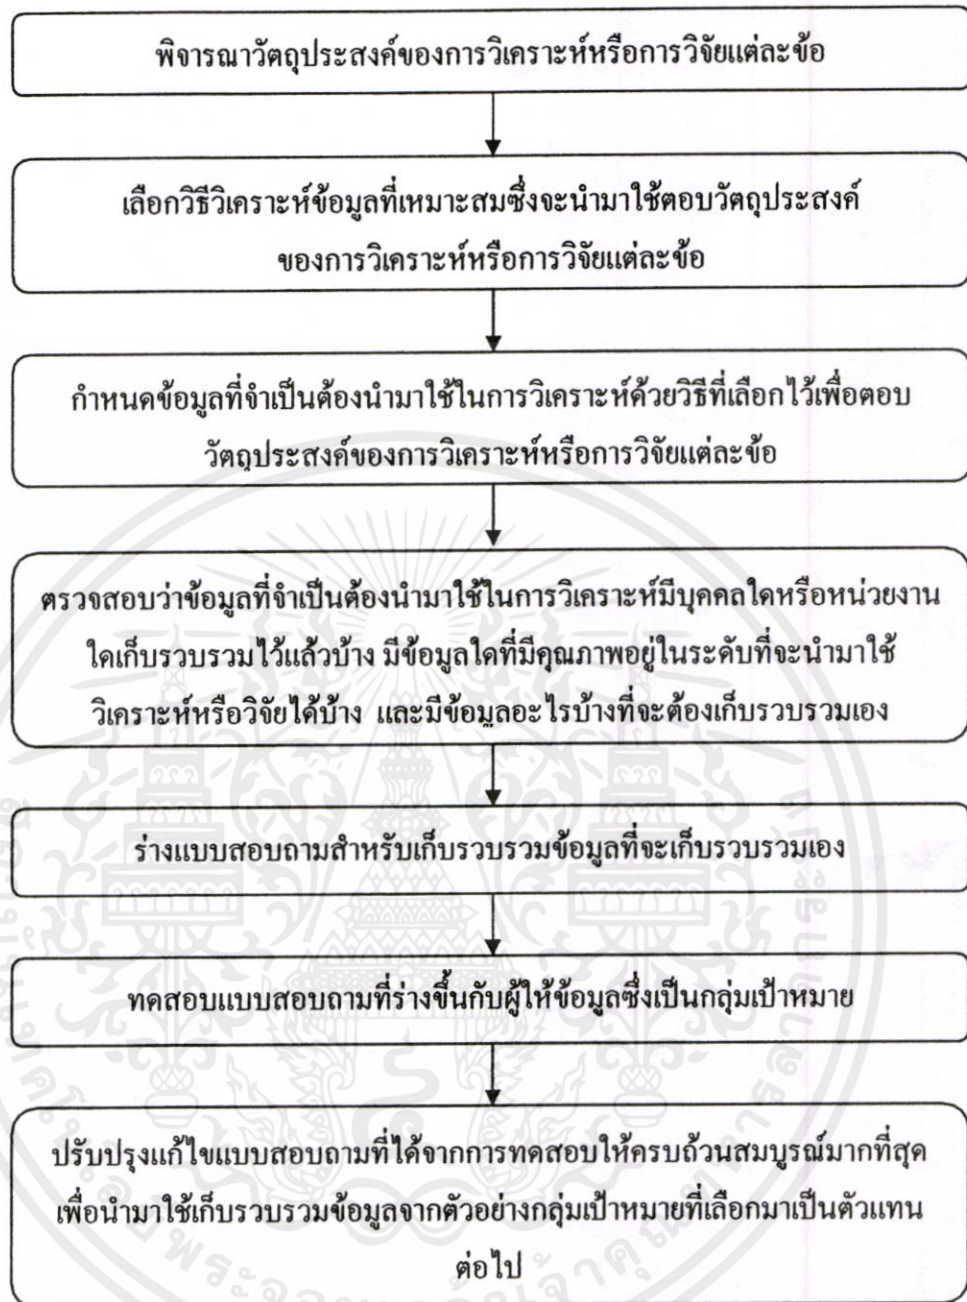 พิจารณาวัตถุประสงค์ของการวิเคราะห์หรือการวิจัยแต่ละข้อ
เลือกวิธีวิเคราะห์ข้อมูลที่เหมาะสมซึ่งจะนำมาใช้ตอบวัตถุประสงค์
ของการวิเคราะห์หรือการวิจัยแต่ละข้อ
กำหนดข้อมูลที่จำเป็นต้องนำมาใช้ในการวิเคราะห์ด้วยวิธีที่เลือกไว้เพื่อตอบ
วัตถุประสงค์ของการวิเคราะห์หรือการวิจัยแต่ละข้อ
ตรวจสอบว่าข้อมูลที่จำเป็นต้องนำมาใช้ในการวิเคราะห์มีบุคคลใดหรือหน่วยงาน
ใดเก็บรวบรวมไว้แล้วบ้าง มีข้อมูลใดที่มีคุณภาพอยู่ในระดับที่จะนำมาใช้
วิเคราะห์หรือวิจัยได้บ้าง และมีข้อมูลอะไรบ้างที่จะต้องเก็บรวบรวมเอง
ร่างแบบสอบถามสำหรับเก็บรวบรวมข้อมูลที่จะเก็บรวบรวมเอง
ทดสอบแบบสอบถามที่ร่างขึ้นกับผู้ให้ข้อมูลซึ่งเป็นกลุ่มเป้าหมาย
ปรับปรุงแก้ไขแบบสอบถามที่ได้จากการทดสอบให้ครบถ้วนสมบูรณ์มากที่สุด
เพื่อนำมาใช้เก็บรวบรวมข้อมูลจากตัวอย่างกลุ่มเป้าหมายที่เลือกมาเป็นตัวแทน
ต่อไป